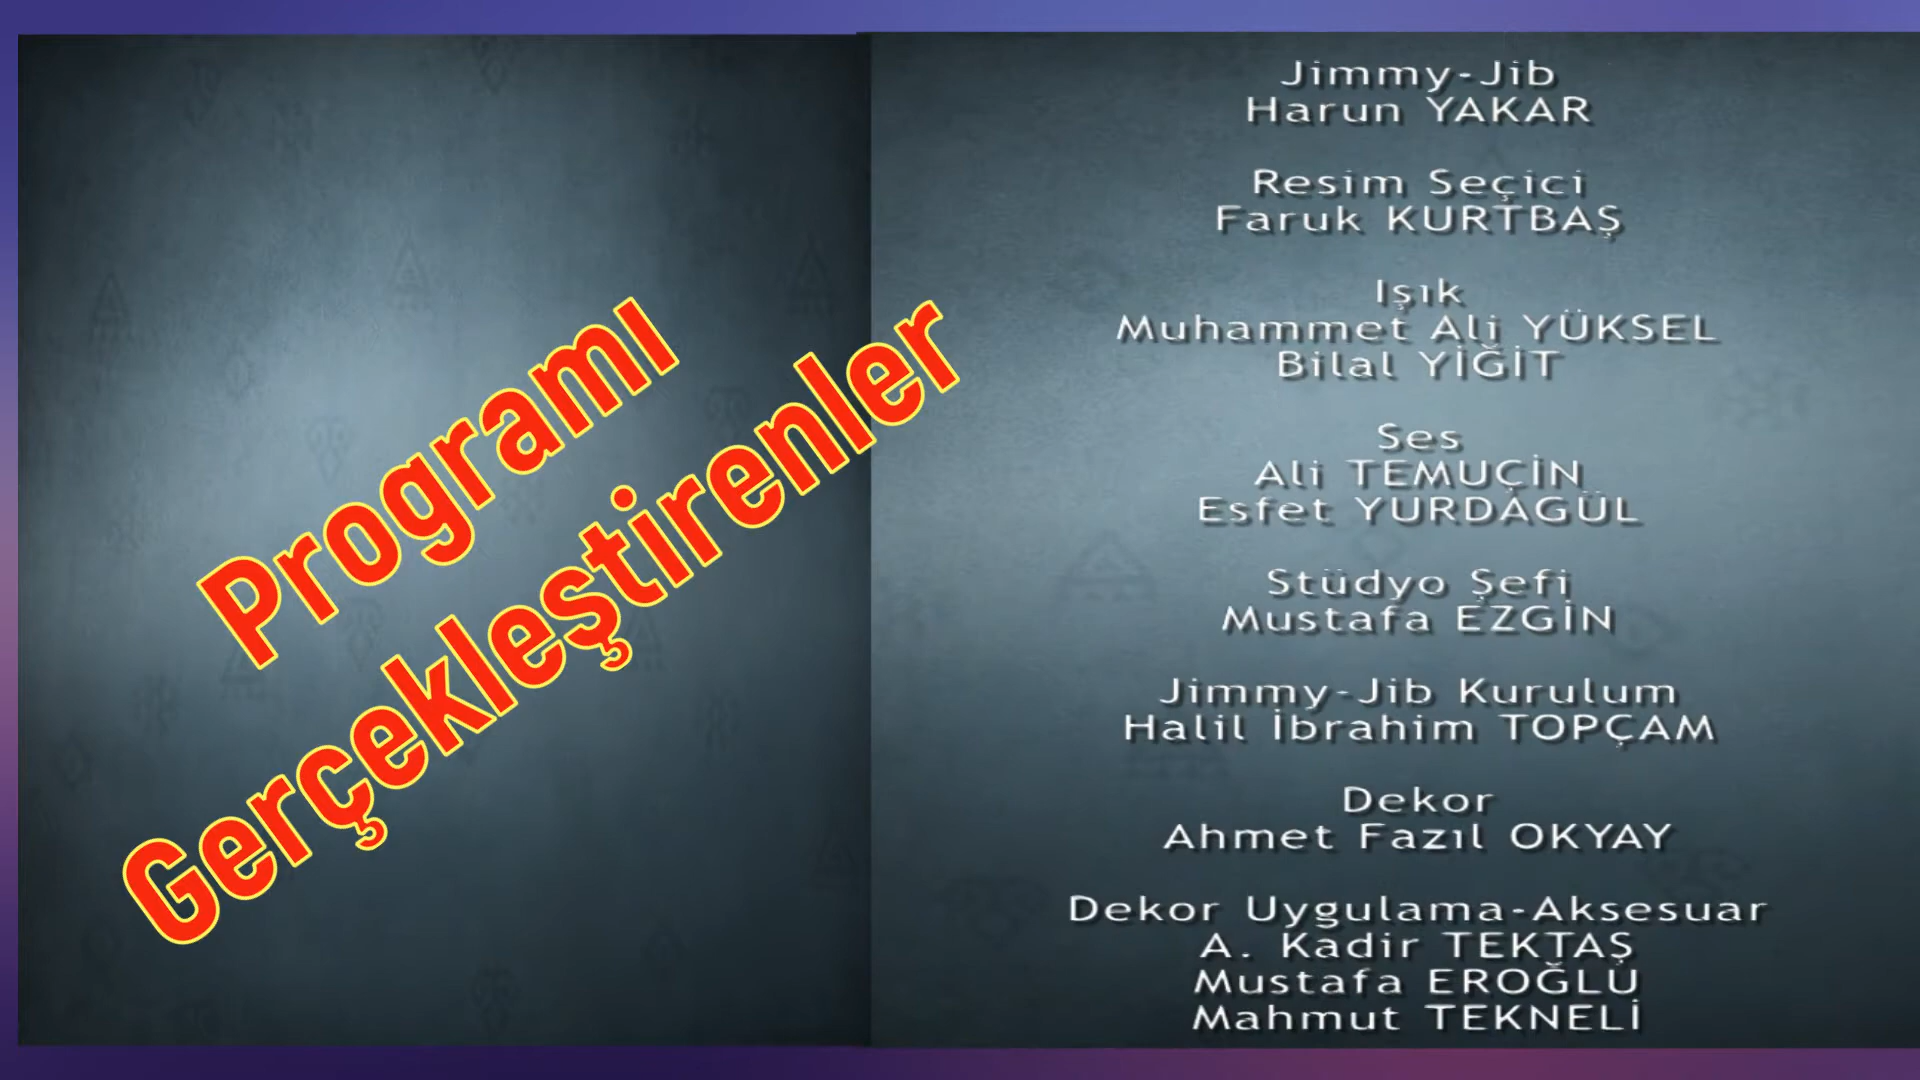 Programı
Gerçekleştirenler
Jimmy-Jib
Harun YAKAR
Resim Seçici
Faruk KURTBAŞ
Işık
Muhammet Ali YÜKSEL
Bilal YİĞİT
Ses
Ali TEMUÇİN
Esfet YURDAGÜL
Stüdyo Şefi
Mustafa EZGİN
Jimmy-Jib Kurulum
Halil İbrahim TOPÇAM
Dekor
Ahmet Fazıl OKYAY
Dekor Uygulama-Aksesuar
A. Kadir TEKTAŞ
Mustafa EROĞLU
Mahmut TEKNELİ